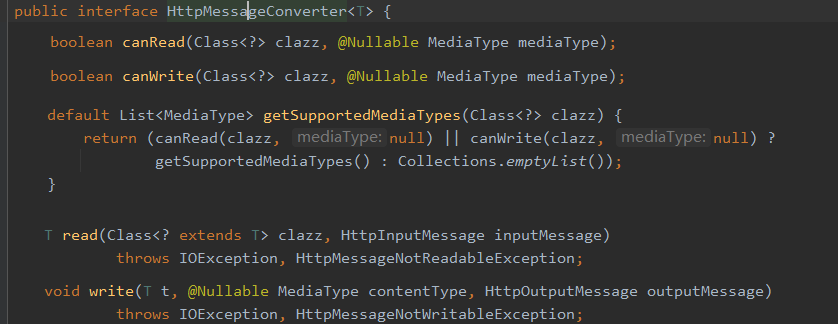 public interface HttpMessageConverter<T> {
boolean canRead(Class<?> clazz, @Nullable MediaType mediaType);
boolean canWrite(Class<?> clazz, @Nullable MediaType mediaType);
default List<MediaType> getSupportedMediaTypes(Class<?> clazz) {
return (canRead(clazz, mediaType: null) || canWrite(clazz, mediaType: null) ?
getSupportedMediaTypes() : Collections.emptyList());
}
T read(Class<? extends T> clazz, HttpInputMessage inputMessage)
throws IOException, HttpMessageNotReadableException;
void write(T t, @Nullable MediaType contentType, HttpOutputMessage outputMessage)
throws IOException, HttpMessageNotWritableException;